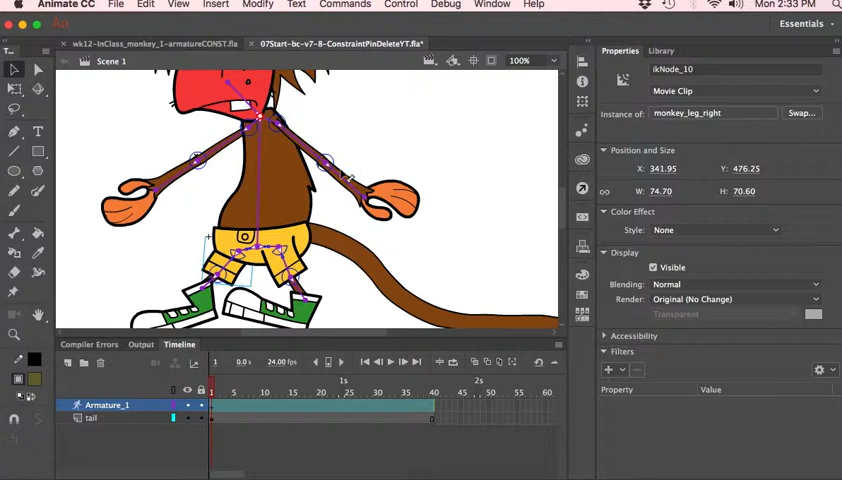 Animate CC File Edit View Insert Modify Text Commands Control Debug Window Help Mon 2:33 PM
Essentials
wk12-InClass_monkey_1-armatureCONST.fla
07Start-bc-v7-8-ConstraintPinDeleteYT.fla*
Scene 1
100%
Properties Library
ikNode_10
Movie Clip
Instance of: monkey_leg_right Swap...
Position and Size
X: 341.95 Y: 476.25
W: 74.70 H: 70.60
Color Effect
Style: None
Display
Visible
Blending: Normal
Render: Original (No Change)
Transparent
Accessibility
Filters
Property Value
Compiler Errors Output Timeline
1 0.0 s 24.00 fps
1s 2s
1 5 10 15 20 25 30 35 40 45 50 55 60
Armature_1
tail